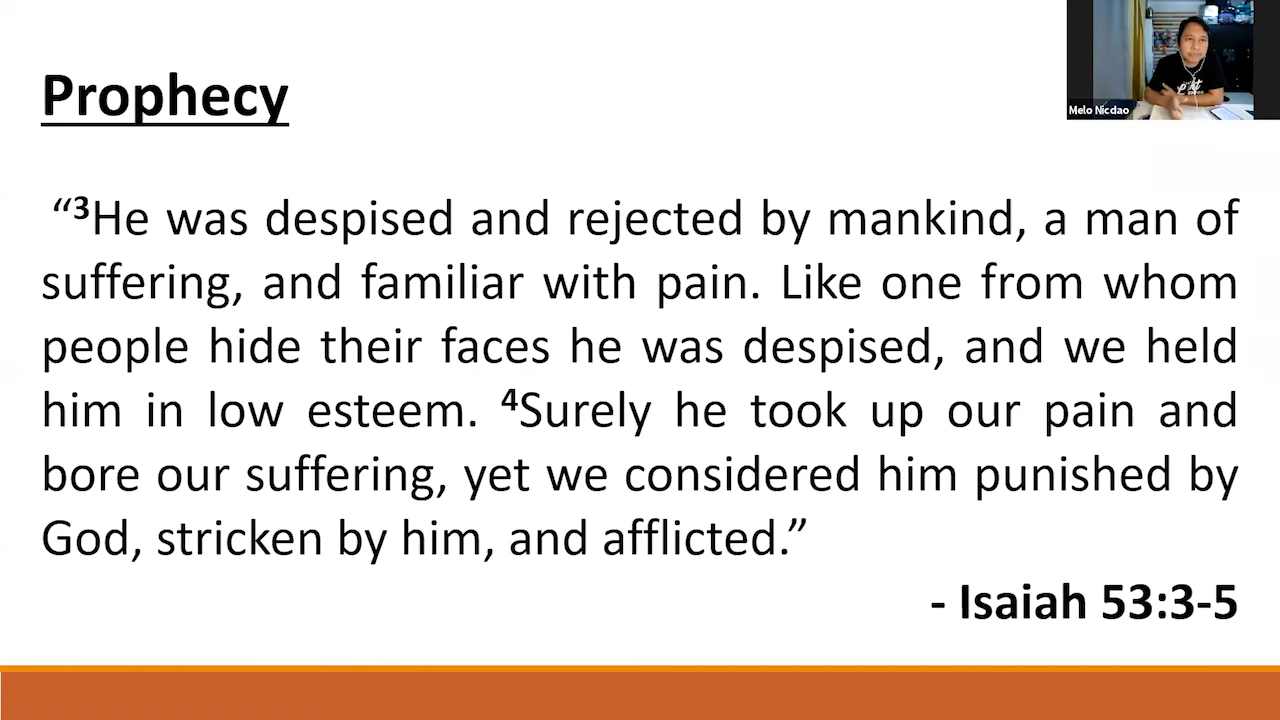 Prophecy
Melo Nicdao
“³He was despised and rejected by mankind, a man of
suffering, and familiar with pain. Like one from whom
people hide their faces he was despised, and we held
him in low esteem. ⁴Surely he took up our pain and
bore our suffering, yet we considered him punished by
God, stricken by him, and afflicted.”
- Isaiah 53:3-5